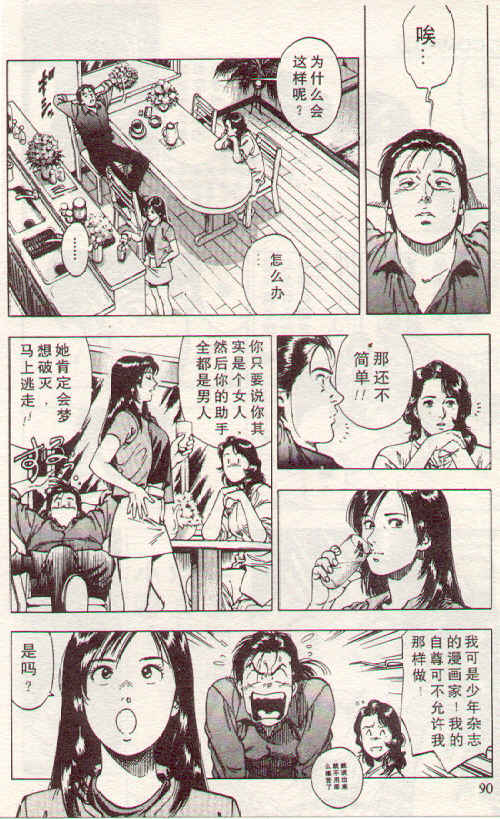 唉…
为什么会
这样呢？
怎么办
…
……
那还不
简单!!
你只要说你其
实是个女人，
然后你的助手
全都是男人
她肯定会梦
想破灭，
马上逃走!!
我可是少年杂志
的漫画家！我的
自尊可不允许我
那样做！
是吗？
90